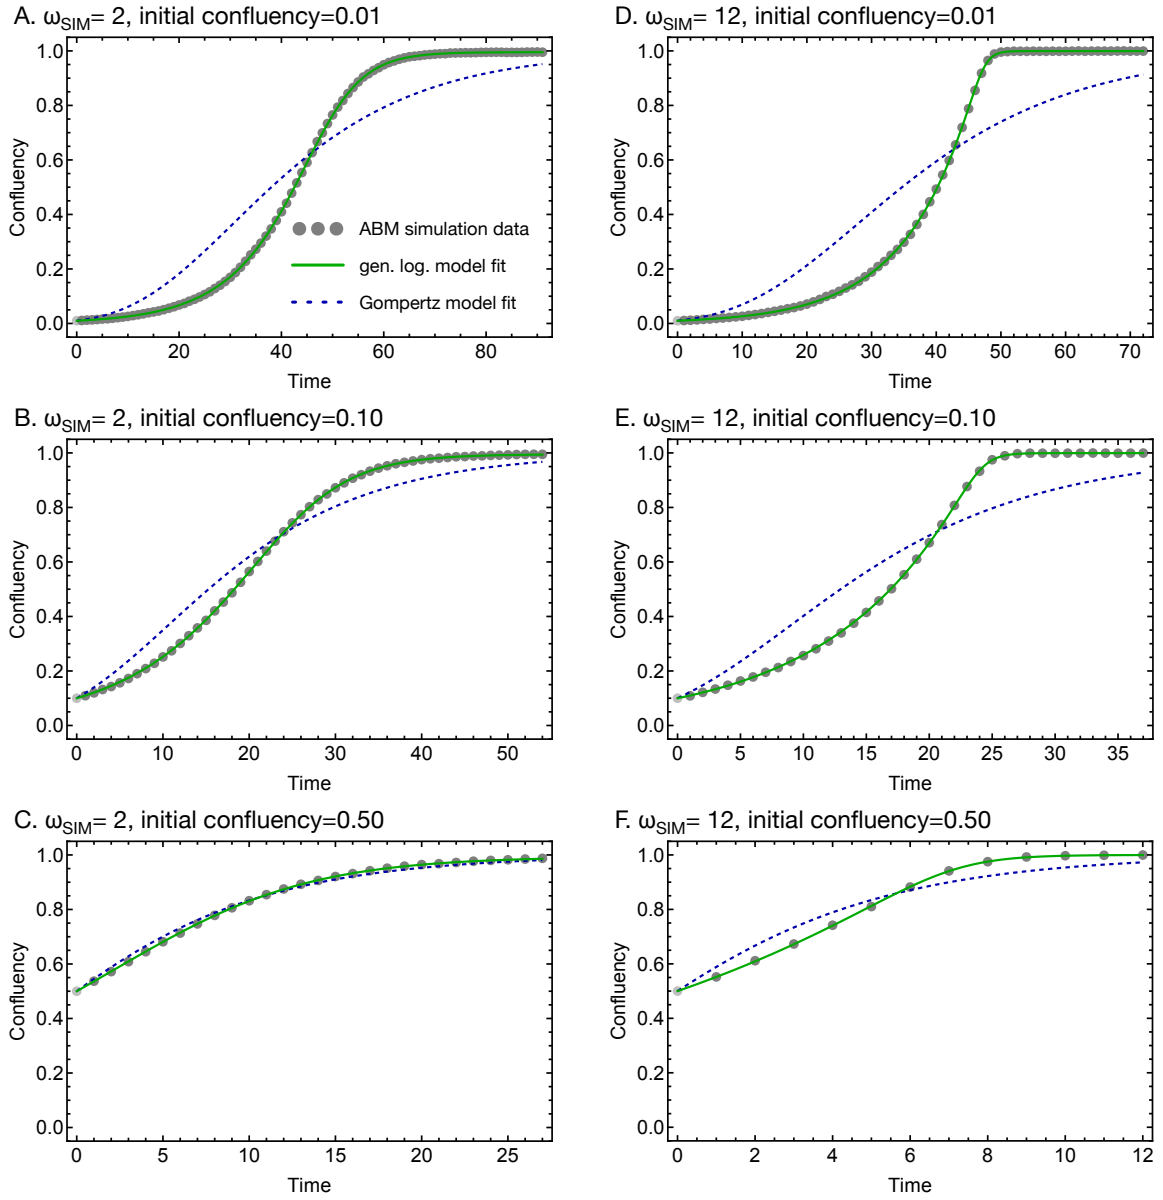 A. ωSIM= 2, initial confluency=0.01
1.0
0.8
0.6
0.4
0.2
0.0
Confluency
ABM simulation data
gen. log. model fit
Gompertz model fit
0 20 40 60 80
Time
D. ωSIM= 12, initial confluency=0.01
1.0
0.8
0.6
0.4
0.2
0.0
Confluency
0 10 20 30 40 50 60 70
Time
B. ωSIM= 2, initial confluency=0.10
1.0
0.8
0.6
0.4
0.2
0.0
Confluency
0 10 20 30 40 50
Time
E. ωSIM= 12, initial confluency=0.10
1.0
0.8
0.6
0.4
0.2
0.0
Confluency
0 5 10 15 20 25 30 35
Time
C. ωSIM= 2, initial confluency=0.50
1.0
0.8
0.6
0.4
0.2
0.0
Confluency
0 5 10 15 20 25
Time
F. ωSIM= 12, initial confluency=0.50
1.0
0.8
0.6
0.4
0.2
0.0
Confluency
0 2 4 6 8 10 12
Time